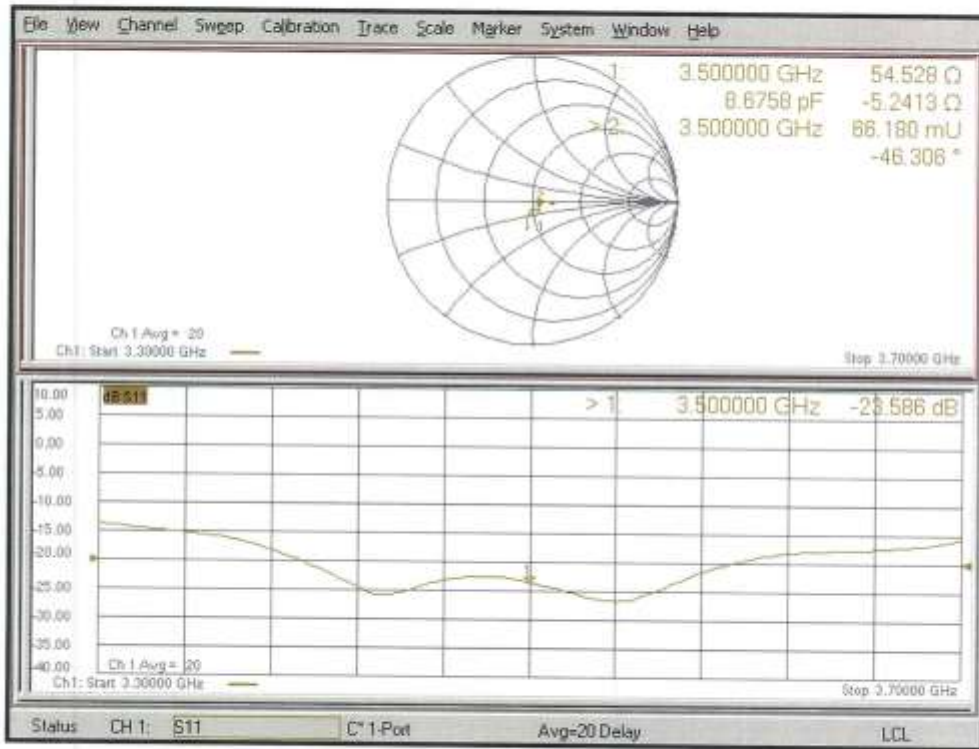 File View Channel Sweep Calibration Trace Scale Marker System Window Help
1: 3.500000 GHz 54.528 Ω
8.6758 pF -5.2413 Ω
> 2: 3.500000 GHz 66.180 mU
-46.306 °
Ch 1 Avg = 20
Ch1: Start 3.30000 GHz
Stop 3.70000 GHz
10.00
dB S11
> 1: 3.500000 GHz -23.586 dB
5.00
0.00
-5.00
-10.00
-15.00
-20.00
-25.00
-30.00
-35.00
-40.00
Ch 1 Avg = 20
Ch1: Start 3.30000 GHz
Stop 3.70000 GHz
Status CH 1: S11 C* 1-Port Avg=20 Delay LCL